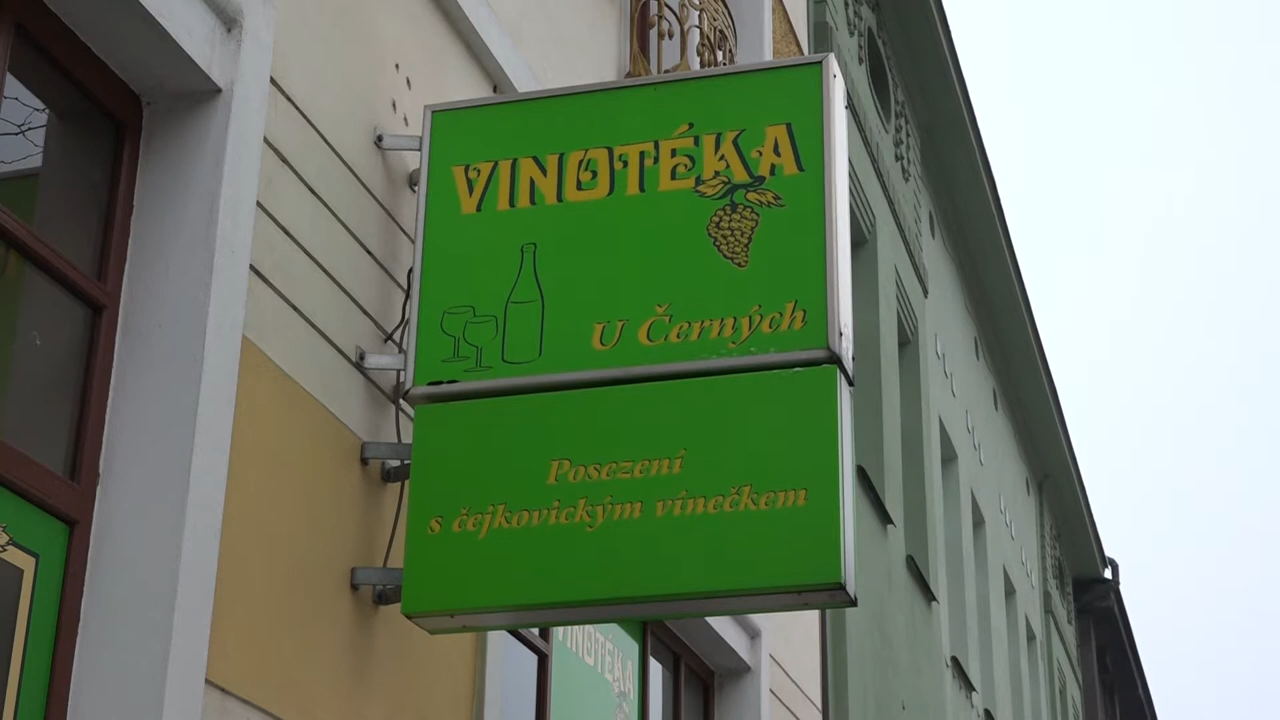 VINOTÉKA
U Černých
Posezení
s čejkovickým vínečkem
VINOTÉKA